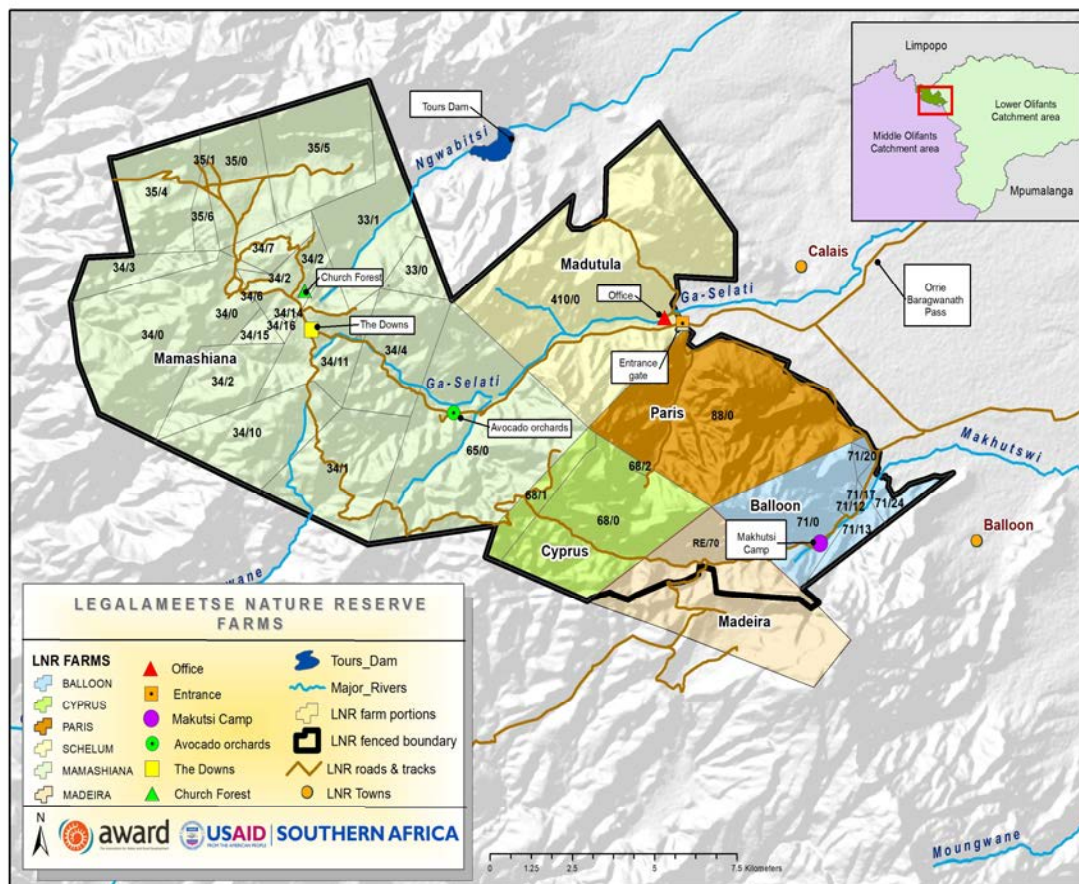 Limpopo
Lower Olifants
Catchment area
Middle Olifants
Catchment area
Mpumalanga
Tours Dam
Ngwabitsi
35/1
35/0
35/5
35/4
35/6
33/1
34/7
34/2
33/0
34/3
34/2
Church Forest
34/6
34/0
34/14
34/16
34/15
The Downs
34/0
Mamashiana
34/11
34/4
34/2
Ga-Selati
34/10
Avocado orchards
65/0
34/1
Madutula
410/0
Office
Ga-Selati
Calais
Orrie
Baragwanath
Pass
Entrance
gate
Paris
88/0
Makhutswi
68/2
71/20
68/1
71/17
71/24
71/12
Balloon
68/0
71/0
71/13
Balloon
Makhutsi
Camp
RE/70
Cyprus
Madeira
wane
LEGALAMEETSE NATURE RESERVE
FARMS
LNR FARMS
BALLOON
CYPRUS
PARIS
SCHELUM
MAMASHIANA
MADEIRA
Office
Entrance
Makutsi Camp
Avocado orchards
The Downs
Church Forest
Tours_Dam
Major_Rivers
LNR farm portions
LNR fenced boundary
LNR roads & tracks
LNR Towns
N
award
USAID
FROM THE AMERICAN PEOPLE
SOUTHERN AFRICA
0 1.25 2.5 5 7.5 Kilometers
Moungwane